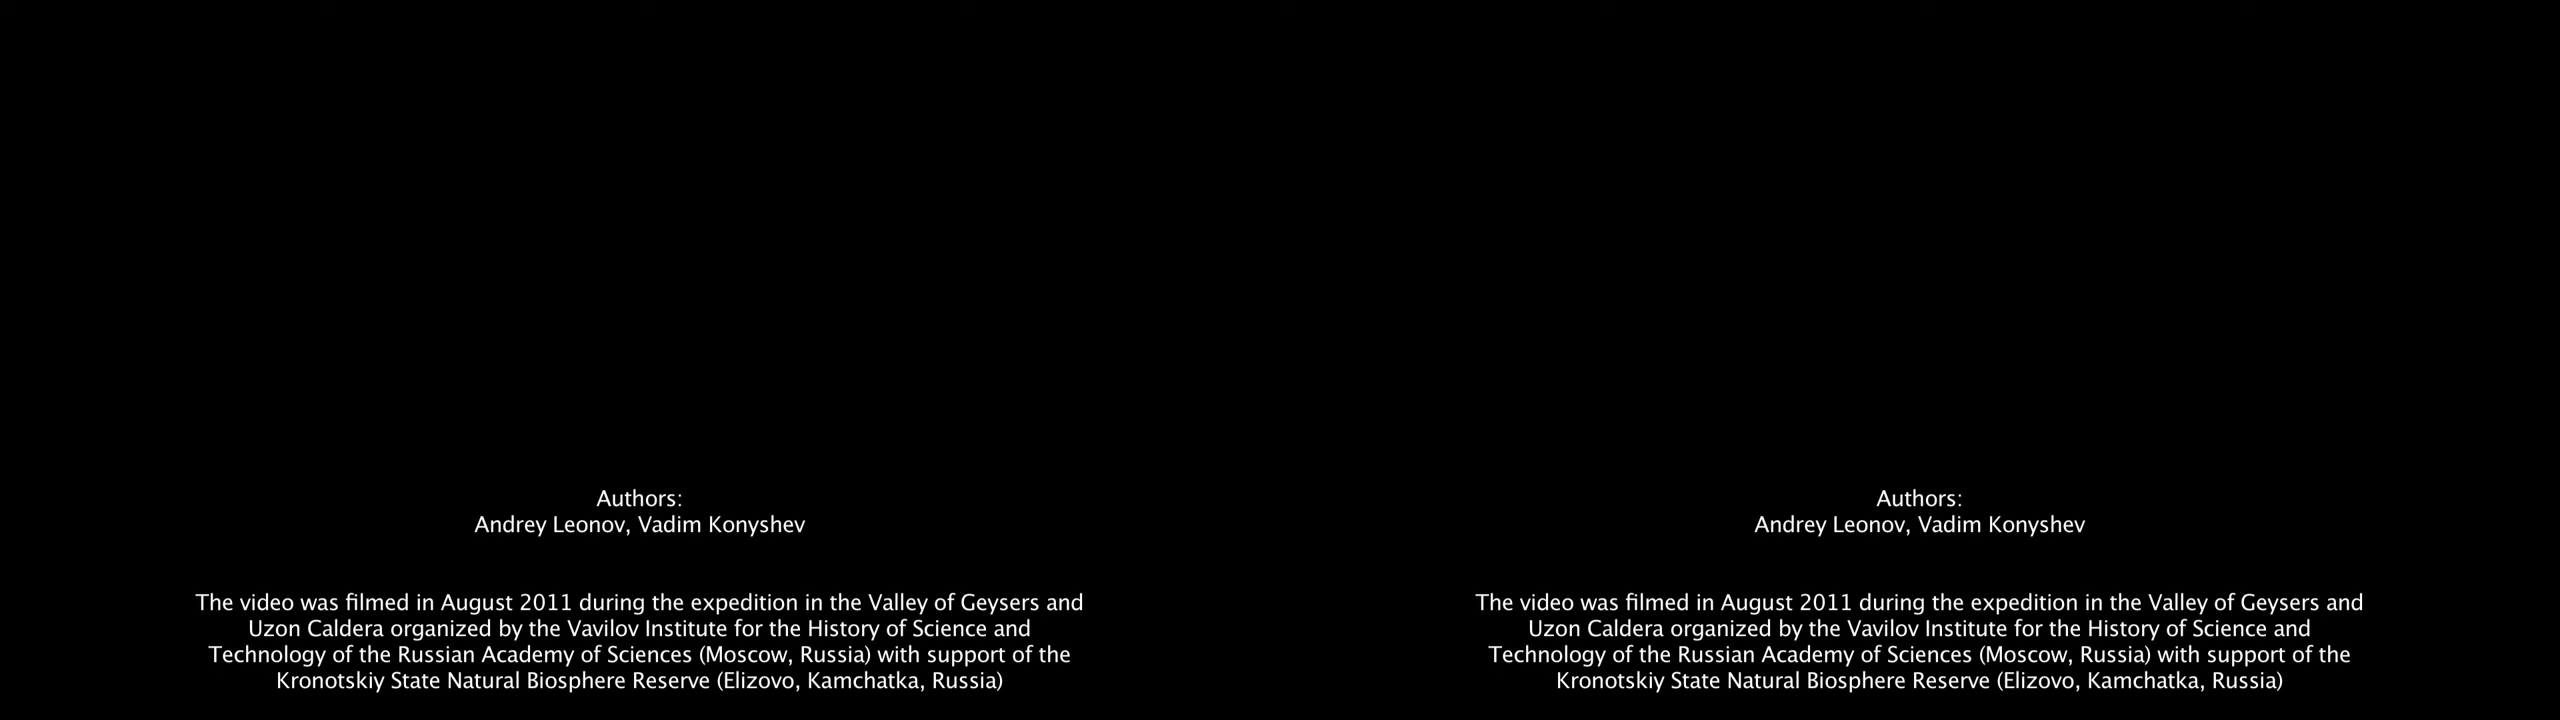 Authors:
Andrey Leonov, Vadim Konyshev
The video was filmed in August 2011 during the expedition in the Valley of Geysers and
Uzon Caldera organized by the Vavilov Institute for the History of Science and
Technology of the Russian Academy of Sciences (Moscow, Russia) with support of the
Kronotskiy State Natural Biosphere Reserve (Elizovo, Kamchatka, Russia)
Authors:
Andrey Leonov, Vadim Konyshev
The video was filmed in August 2011 during the expedition in the Valley of Geysers and
Uzon Caldera organized by the Vavilov Institute for the History of Science and
Technology of the Russian Academy of Sciences (Moscow, Russia) with support of the
Kronotskiy State Natural Biosphere Reserve (Elizovo, Kamchatka, Russia)